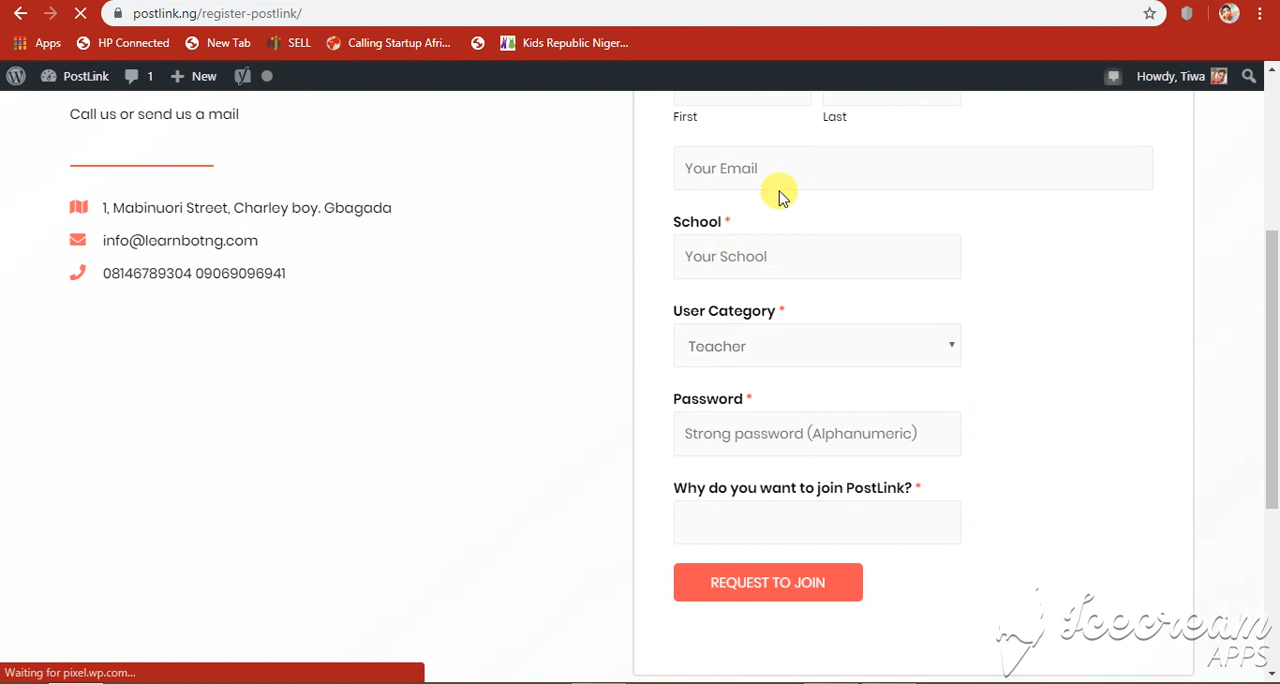 postlink.ng/register-postlink/
Apps HP Connected New Tab SELL Calling Startup Afri... Kids Republic Niger...
PostLink 1 New Howdy, Tiwa
Call us or send us a mail
1, Mabinuori Street, Charley boy. Gbagada
info@learnbotng.com
08146789304 09069096941
First Last
Your Email
School *
Your School
User Category *
Teacher
Password *
Strong password (Alphanumeric)
Why do you want to join PostLink? *
REQUEST TO JOIN
Waiting for pixel.wp.com...
Icecream
APPS